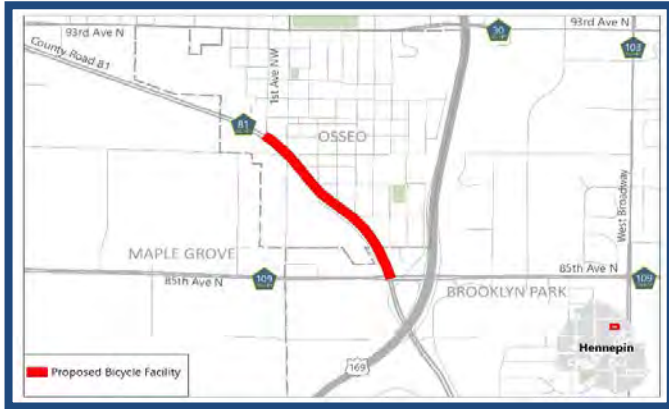 93rd Ave N
30
93rd Ave N
103
County Road 81
1st Ave NW
81
OSSEO
West Broadway
MAPLE GROVE
85th Ave N
109
85th Ave N
109
BROOKLYN PARK
169
Hennepin
Proposed Bicycle Facility